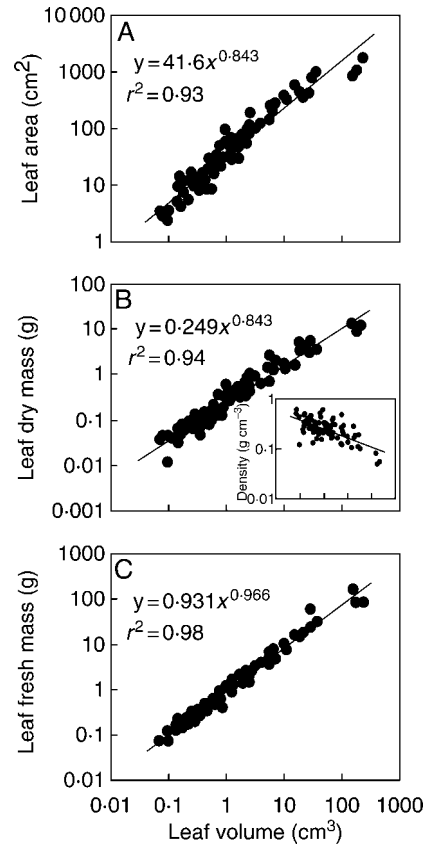 A
y = 41·6x^0·843
r² = 0·93
10 000
1000
100
10
1
Leaf area (cm²)
B
y = 0·249x^0·843
r² = 0·94
100
10
1
0·1
0·01
0·001
Leaf dry mass (g)
1
0·1
0·01
Density (g cm⁻³)
C
y = 0·931x^0·966
r² = 0·98
1000
100
10
1
0·1
0·01
Leaf fresh mass (g)
0·01 0·1 1 10 100 1000
Leaf volume (cm³)